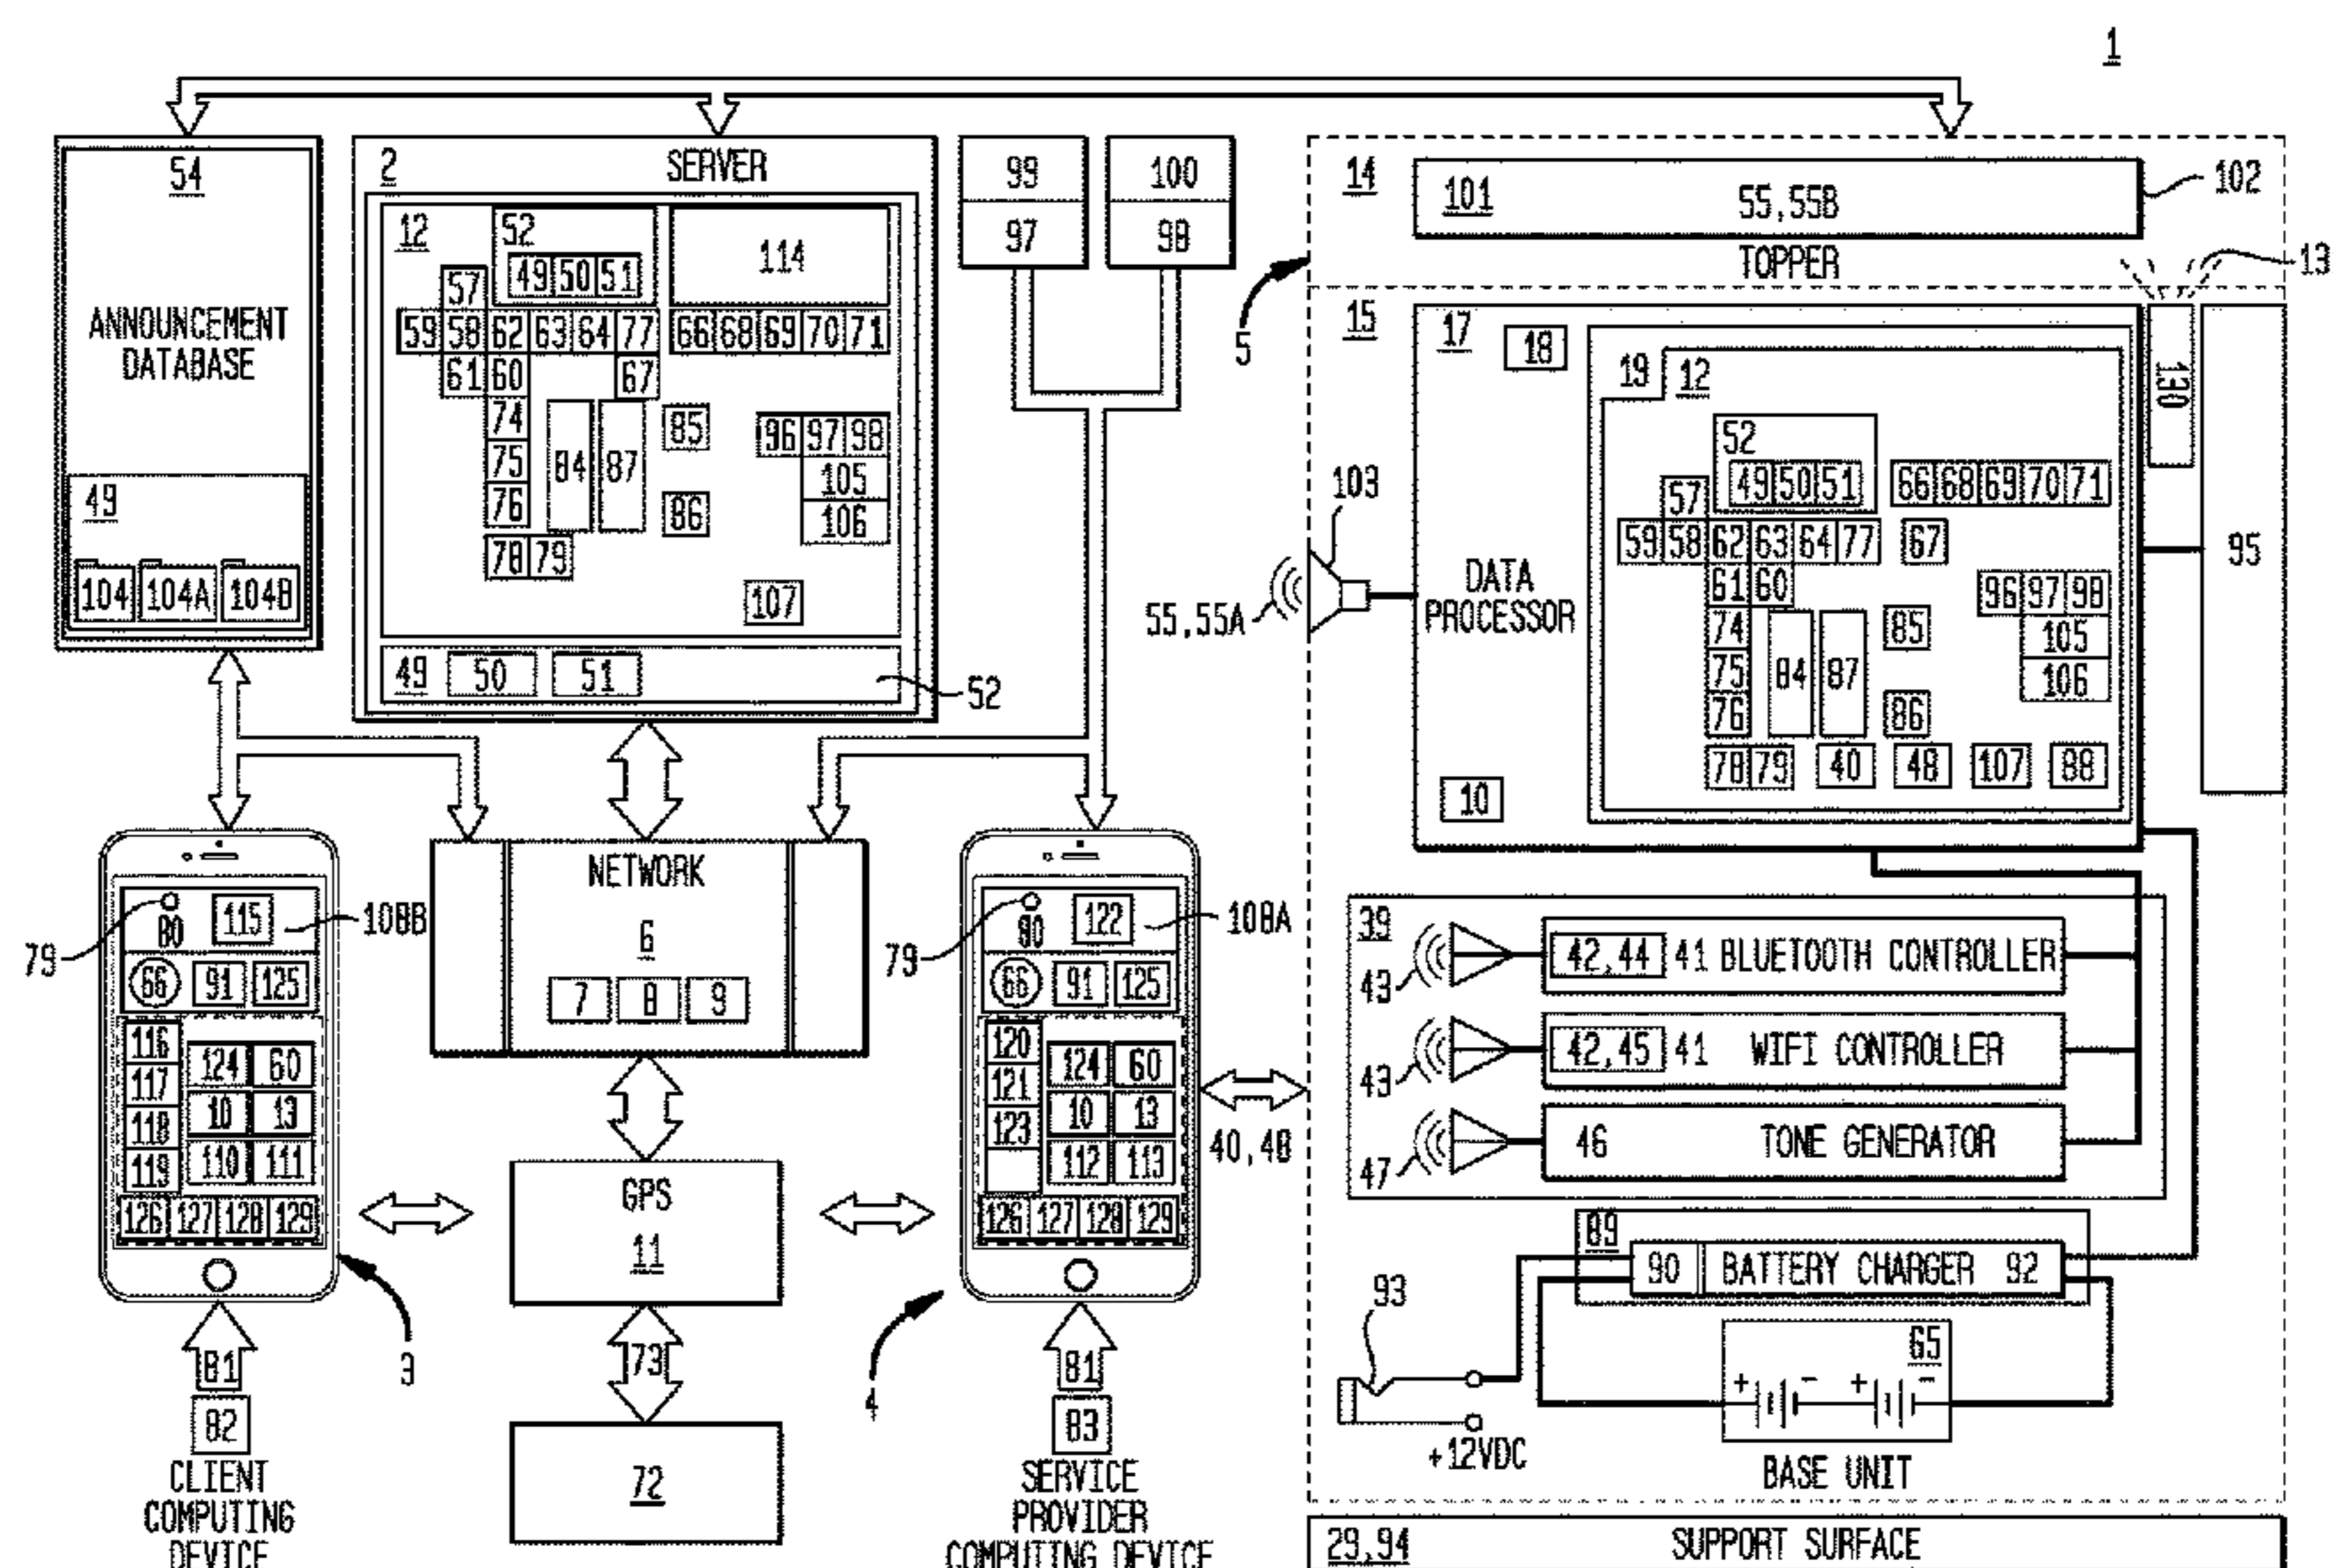 1
54
ANNOUNCEMENT
DATABASE
49
104 104A 104B
2 SERVER
12
52
49 50 51
114
57
59 58 62 63 64 77
66 68 69 70 71
61 60
67
74
75
76
84 87
85
86
96 97 98
105
106
78 79
107
49 50 51
52
99
97
100
98
14
101
55,55B
102
TOPPER
13
5
15
17
18
130
95
19
12
52
49 50 51
66 68 69 70 71
57
59 58 62 63 64 77
67
61 60
96 97 98
105
106
74
75
76
84 87
85
86
78 79 40 48 107 88
103
55,55A
DATA
PROCESSOR
10
NETWORK
6
7 8 9
79
80
115
108B
66 91 125
116
117
118
119
124 60
10 13
110 111
126 127 128 129
3
81
82
CLIENT
COMPUTING
DEVICE
GPS
11
73
72
79
80
122
108A
66 91 125
120
121
123
124 60
10 13
112 113
126 127 128 129
4
81
83
SERVICE
PROVIDER
COMPUTING DEVICE
40,48
39
43
42,44 41 BLUETOOTH CONTROLLER
43
42,45 41 WIFI CONTROLLER
47
46 TONE GENERATOR
89
90 BATTERY CHARGER 92
93
65
+ - + -
+12VDC
BASE UNIT
29,94 SUPPORT SURFACE